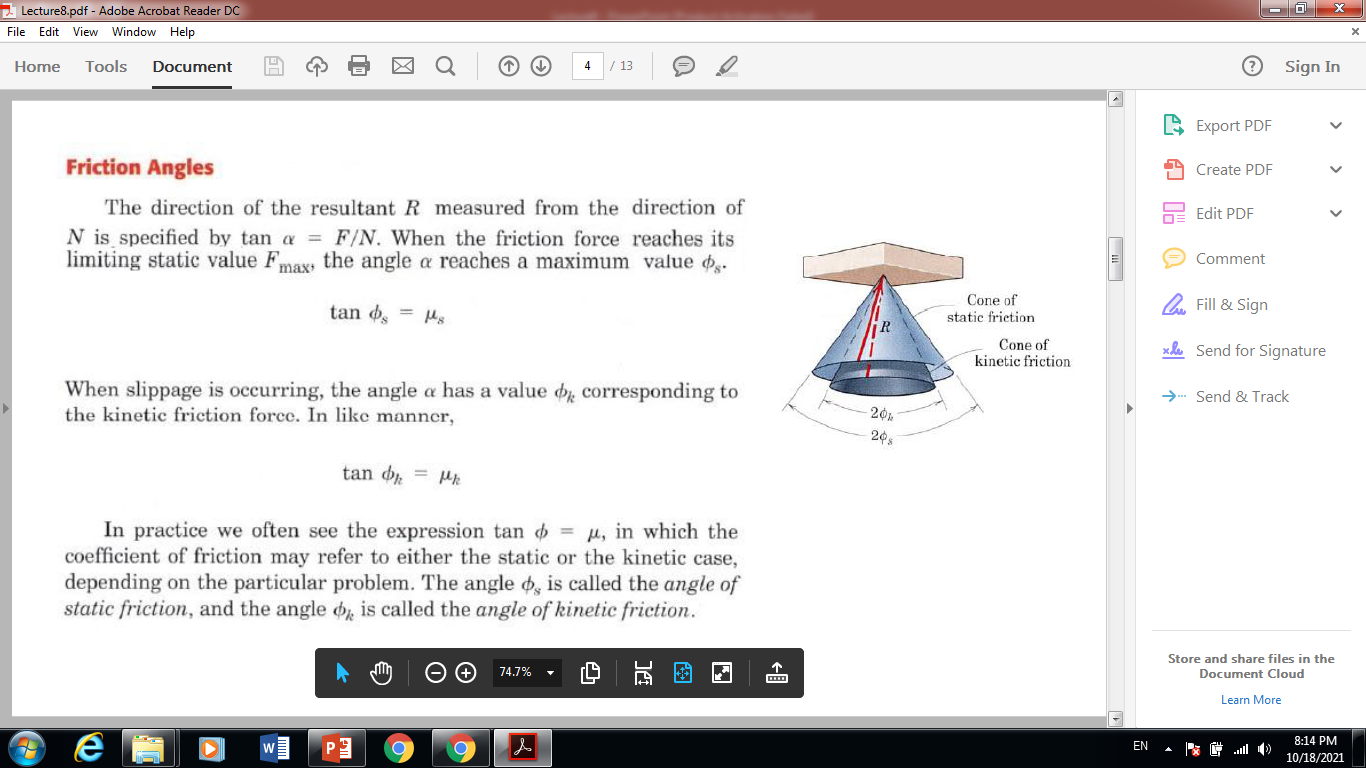 Lecture8.pdf - Adobe Acrobat Reader DC
File Edit View Window Help
Home Tools Document 4 / 13 Sign In
Friction Angles
The direction of the resultant R measured from the direction of
N is specified by tan α = F/N. When the friction force reaches its
limiting static value Fmax, the angle α reaches a maximum value ϕs.
tan ϕs = μs
When slippage is occurring, the angle α has a value ϕk corresponding to
the kinetic friction force. In like manner,
tan ϕk = μk
In practice we often see the expression tan ϕ = μ, in which the
coefficient of friction may refer to either the static or the kinetic case,
depending on the particular problem. The angle ϕs is called the angle of
static friction, and the angle ϕk is called the angle of kinetic friction.
Cone of
static friction
R
Cone of
kinetic friction
2ϕk
2ϕs
74.7%
Export PDF
Create PDF
Edit PDF
Comment
Fill & Sign
Send for Signature
Send & Track
Store and share files in the
Document Cloud
Learn More
EN
8:14 PM
10/18/2021